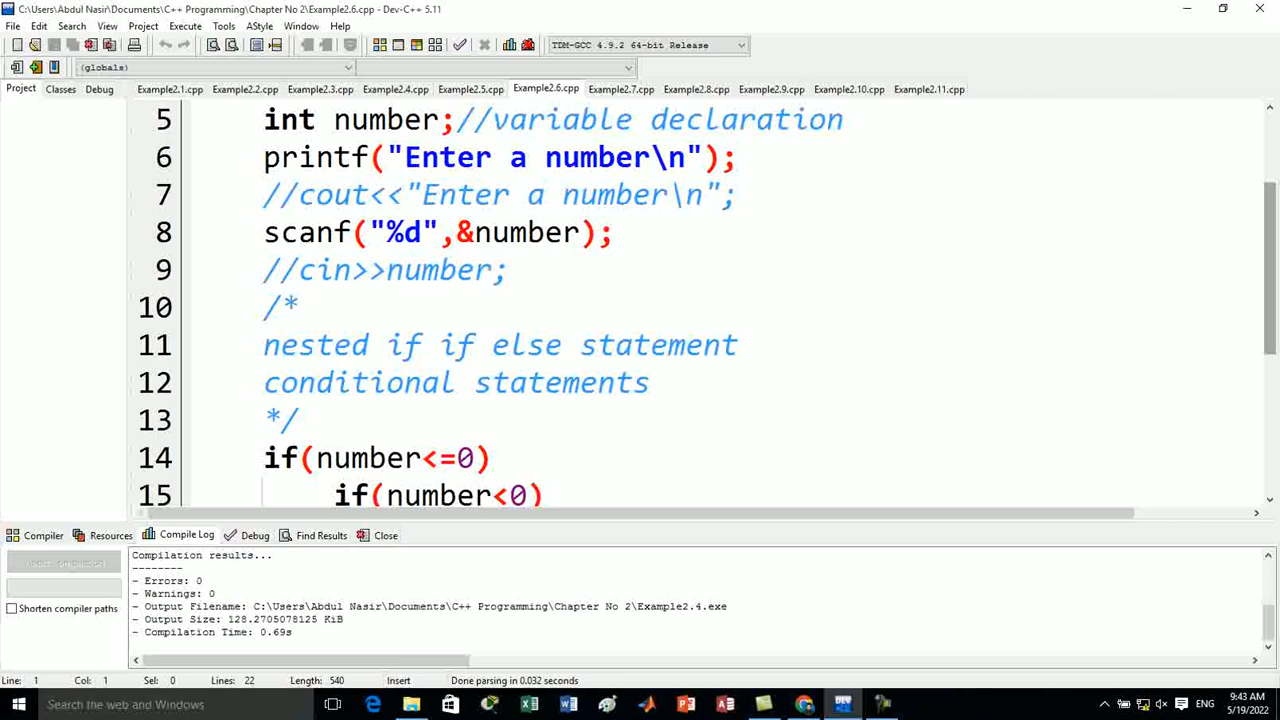 C:\Users\Abdul Nasir\Documents\C++ Programming\Chapter No 2\Example2.6.cpp - Dev-C++ 5.11
File Edit Search View Project Execute Tools AStyle Window Help
TDM-GCC 4.9.2 64-bit Release
(globals)
Project Classes Debug Example2.1.cpp Example2.2.cpp Example2.3.cpp Example2.4.cpp Example2.5.cpp Example2.6.cpp Example2.7.cpp Example2.8.cpp Example2.9.cpp Example2.10.cpp Example2.11.cpp
5 int number;//variable declaration
6 printf("Enter a number\n");
7 //cout<<"Enter a number\n";
8 scanf("%d",&number);
9 //cin>>number;
10 /*
11 nested if if else statement
12 conditional statements
13 */
14 if(number<=0)
15 if(number<0)
Compiler Resources Compile Log Debug Find Results Close
Compilation results...
--------
- Errors: 0
- Warnings: 0
- Output Filename: C:\Users\Abdul Nasir\Documents\C++ Programming\Chapter No 2\Example2.4.exe
- Output Size: 128.2705078125 KiB
- Compilation Time: 0.69s
Shorten compiler paths
Line: 1 Col: 1 Sel: 0 Lines: 22 Length: 540 Insert Done parsing in 0.032 seconds
Search the web and Windows
ENG
9:43 AM
5/19/2022